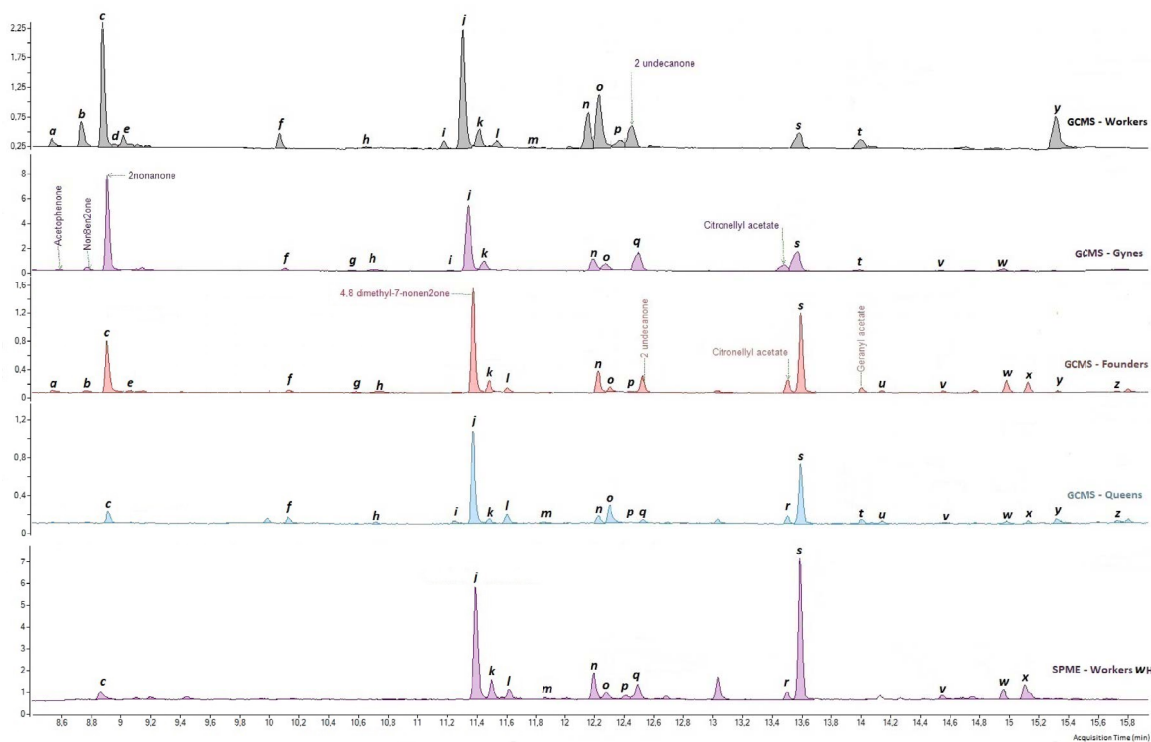 c
j
2,25
1,75
1,25
0,75
0,25
a b d e f h i k l m n o p 2 undecanone s t y
GCMS - Workers
8
6
4
2
0
Acetophenone
NorBen2one
2nonanone
f g h i j k n o q Citronellyl acetate s t v w
GCMS - Gynes
1,6
1,2
0,8
0,4
0
a b c e f g h 4.8 dimethyl-7-nonen2one k l n o p 2 undecanone Citronellyl acetate s Geranyl acetate u v w x y z
GCMS - Founders
1,2
0,8
0,4
0
c f h i j k l m n o p q r s t u v w x y z
GCMS - Queens
7
6
5
4
3
2
1
0
c j k l m n o p q r s v w x
SPME - Workers WH
8,6 8,8 9 9,2 9,4 9,6 9,8 10 10,2 10,4 10,6 10,8 11 11,2 11,4 11,6 11,8 12 12,2 12,4 12,6 12,8 13 13,2 13,4 13,6 13,8 14 14,2 14,4 14,6 14,8 15 15,2 15,4 15,6 15,8
Acquisition Time (min)